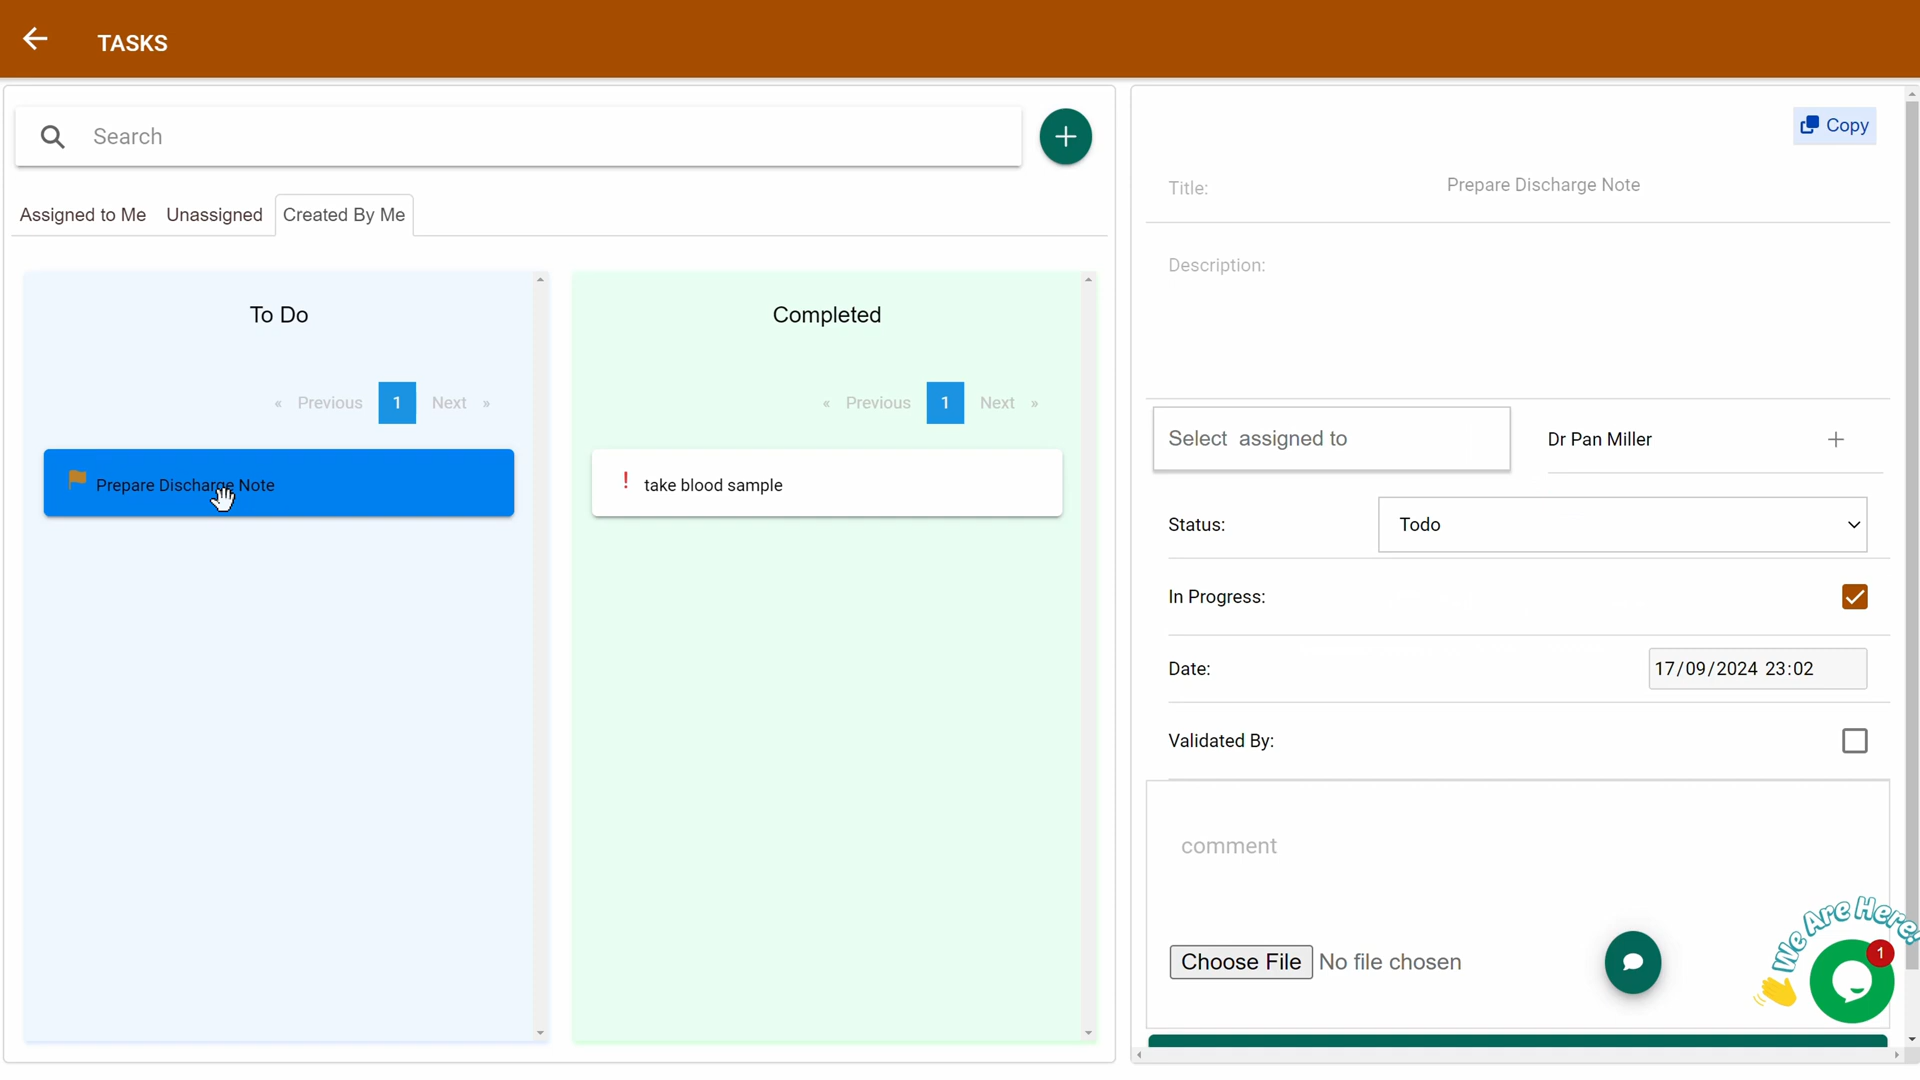 TASKS
Search
Assigned to Me Unassigned Created By Me
To Do
« Previous 1 Next »
Prepare Discharge Note
Completed
« Previous 1 Next »
! take blood sample
Copy
Title: Prepare Discharge Note
Description:
Select assigned to Dr Pan Miller
Status: Todo
In Progress:
Date: 17/09/2024 23:02
Validated By:
comment
Choose File No file chosen
We Are Here!
1